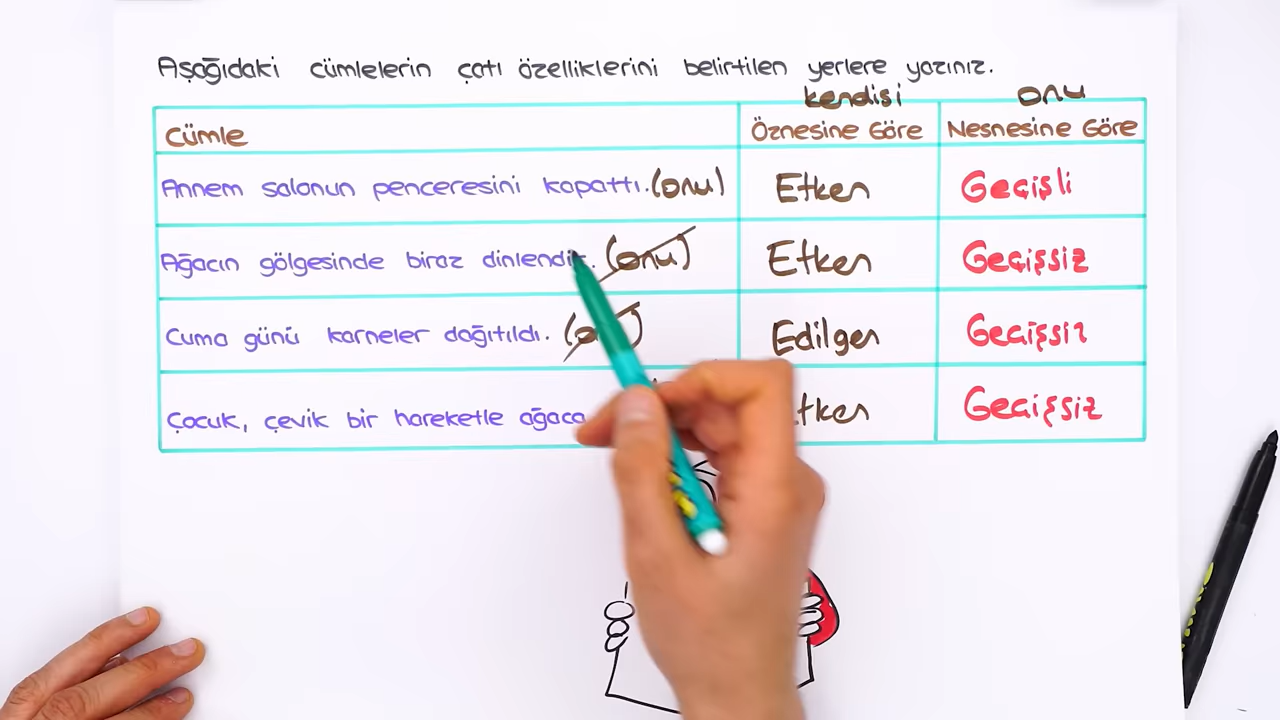 Aşağıdaki cümlelerin çatı özelliklerini belirtilen yerlere yazınız.
kendisi onu
Cümle Öznesine Göre Nesnesine Göre
Annem salonun penceresini kapattı. (onu) Etken Geçişli
Ağacın gölgesinde biraz dinlendik. (onu) Etken Geçişsiz
Cuma günü karneler dağıtıldı. Edilgen Geçişsiz
Çocuk, çevik bir hareketle ağaca Geçişsiz